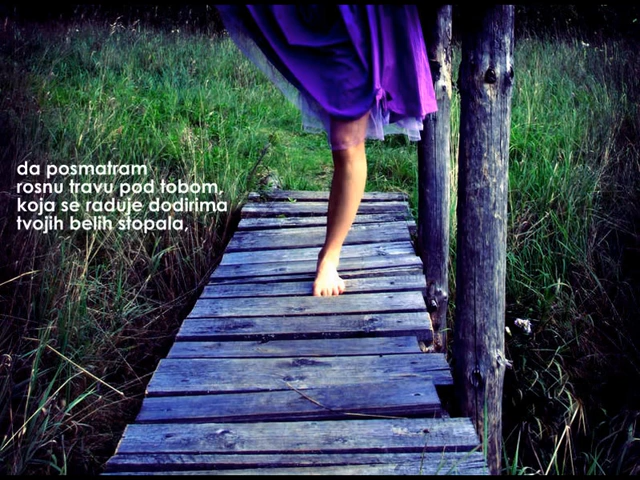 da posmatram
rosnu travu pod tobom,
koja se raduje dodirima
tvojih belih stopala,